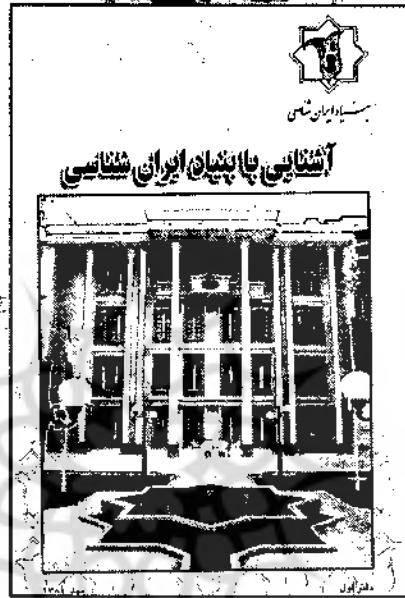 بنیاد ایران شناسی
آشنایی با بنیاد ایران شناسی
دفتر اول